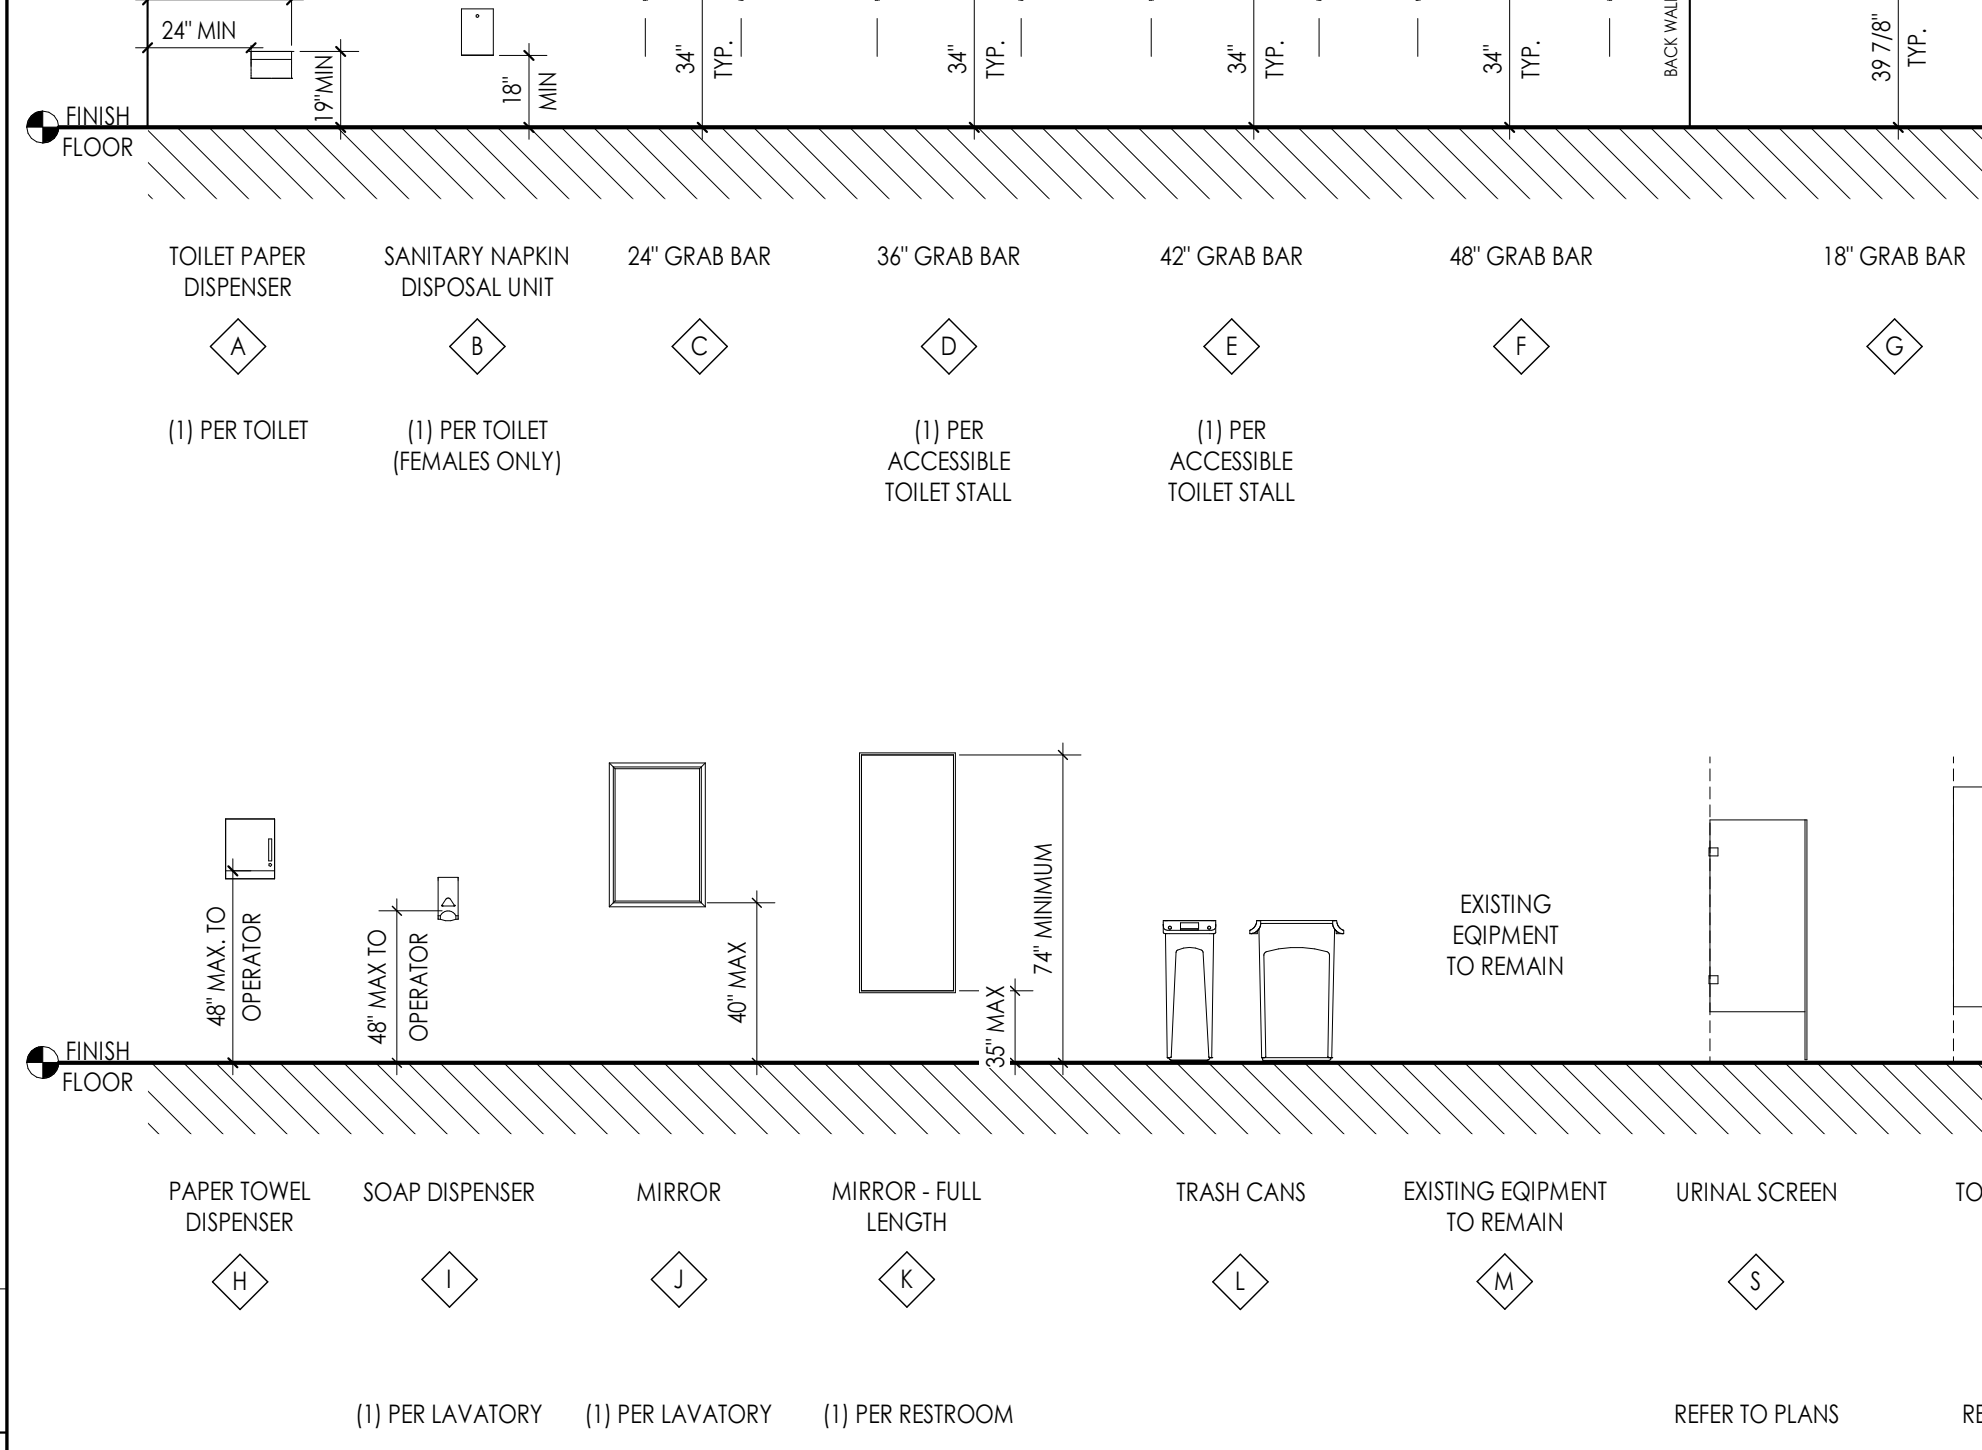 24" MIN
19"MIN
18"
MIN
34"
TYP.
34"
TYP.
34"
TYP.
34"
TYP.
BACK WALL
39 7/8"
TYP.
FINISH
FLOOR
TOILET PAPER
DISPENSER
SANITARY NAPKIN
DISPOSAL UNIT
24" GRAB BAR
36" GRAB BAR
42" GRAB BAR
48" GRAB BAR
18" GRAB BAR
A
B
C
D
E
F
G
(1) PER TOILET
(1) PER TOILET
(FEMALES ONLY)
(1) PER
ACCESSIBLE
TOILET STALL
(1) PER
ACCESSIBLE
TOILET STALL
48" MAX. TO
OPERATOR
48" MAX TO
OPERATOR
40" MAX
35" MAX
74" MINIMUM
EXISTING
EQIPMENT
TO REMAIN
FINISH
FLOOR
PAPER TOWEL
DISPENSER
SOAP DISPENSER
MIRROR
MIRROR - FULL
LENGTH
TRASH CANS
EXISTING EQIPMENT
TO REMAIN
URINAL SCREEN
TO
H
I
J
K
L
M
S
(1) PER LAVATORY
(1) PER LAVATORY
(1) PER RESTROOM
REFER TO PLANS
RE